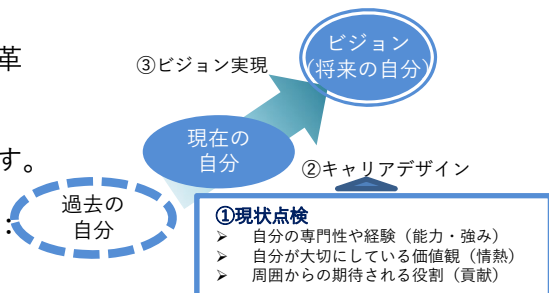 革
す。
：
③ビジョン実現
ビジョン
(将来の自分)
現在の
自分
②キャリアデザイン
過去の
自分
①現状点検
➢ 自分の専門性や経験（能力・強み）
➢ 自分が大切にしている価値観（情熱）
➢ 周囲からの期待される役割（貢献）